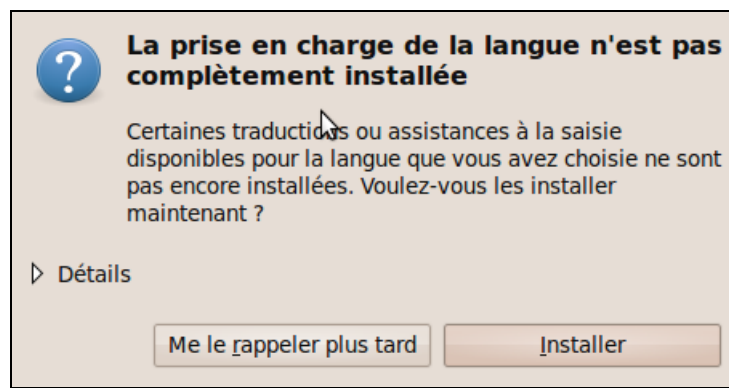 La prise en charge de la langue n'est pas
complètement installée
Certaines traductions ou assistances à la saisie
disponibles pour la langue que vous avez choisie ne sont
pas encore installées. Voulez-vous les installer
maintenant ?
Détails
Me le rappeler plus tard
Installer